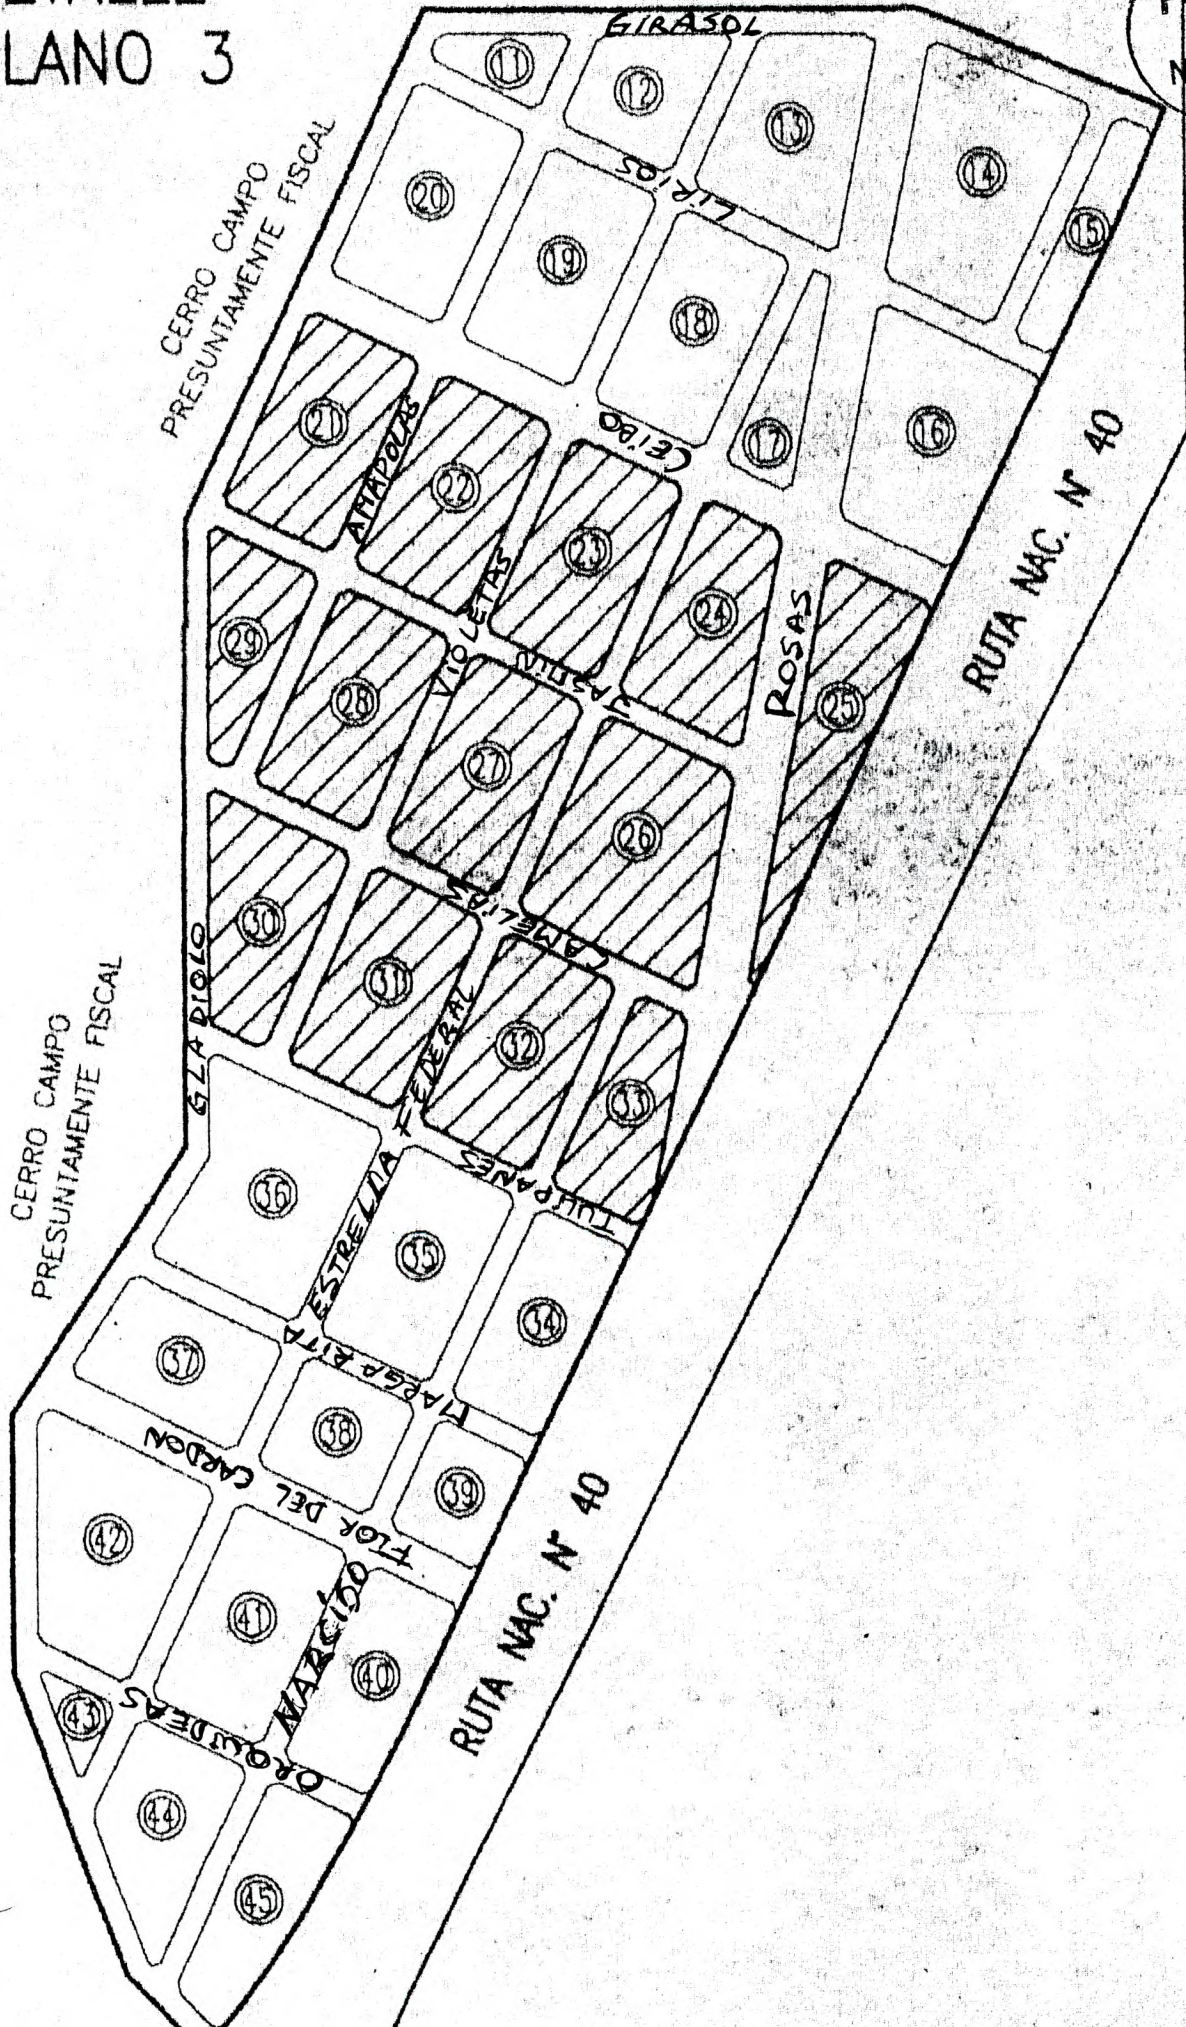 LANO 3
GIRASOL
11
12
13
14
15
CERRO CAMPO
PRESUNTAMENTE FISCAL
LIRIOS
20
19
18
17
16
CEIBO
RUTA NAC. Nº 40
21
AMAPOLAS
22
23
24
ROSAS
25
VIOLETAS
JASMIN
29
28
27
26
CAMELIAS
30
31
32
33
GLADIOLO
CERRO CAMPO
PRESUNTAMENTE FISCAL
ESTRELLA FEDERAL
TULIPANES
36
35
34
MARGARITA
37
38
39
FLOR DEL CARDON
RUTA NAC. Nº 40
42
41
NARCISO
40
ORQUIDEAS
43
44
45